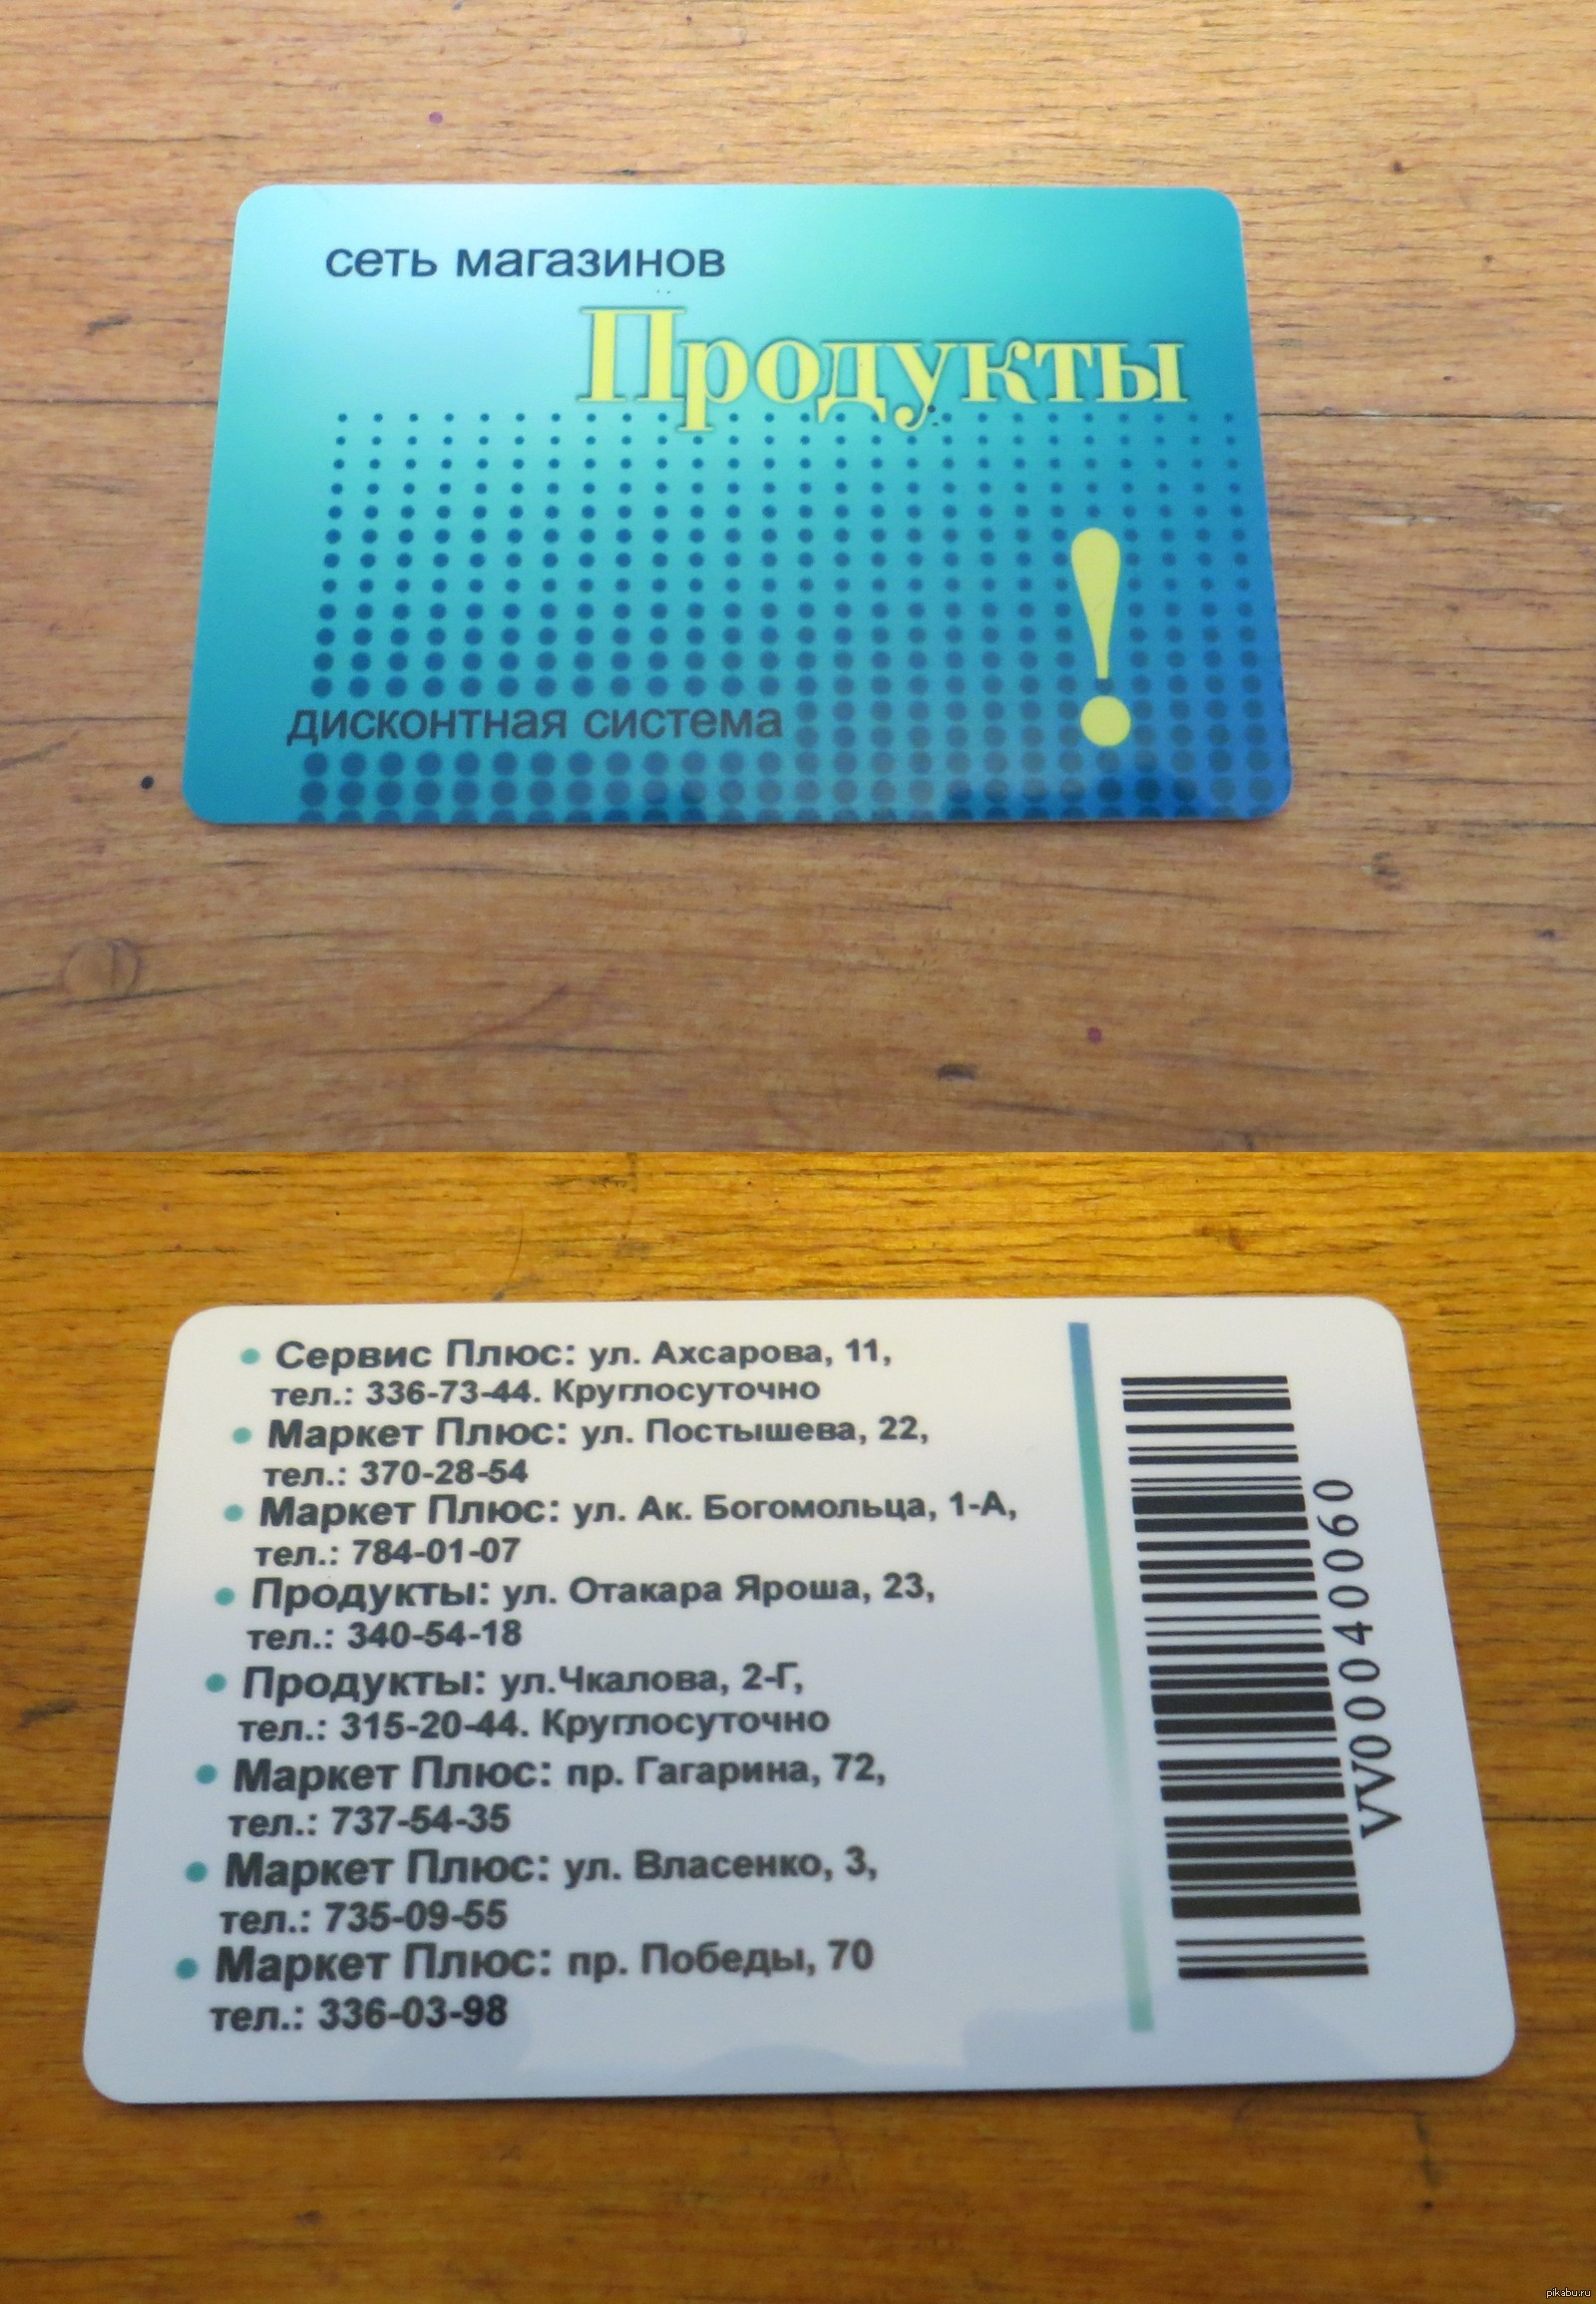 сеть магазинов
Продукты
!
дисконтная система
• Сервис Плюс: ул. Ахсарова, 11,
тел.: 336-73-44. Круглосуточно
• Маркет Плюс: ул. Постышева, 22,
тел.: 370-28-54
• Маркет Плюс: ул. Ак. Богомольца, 1-А,
тел.: 784-01-07
• Продукты: ул. Отакара Яроша, 23,
тел.: 340-54-18
• Продукты: ул.Чкалова, 2-Г,
тел.: 315-20-44. Круглосуточно
• Маркет Плюс: пр. Гагарина, 72,
тел.: 737-54-35
• Маркет Плюс: ул. Власенко, 3,
тел.: 735-09-55
• Маркет Плюс: пр. Победы, 70
тел.: 336-03-98
VV00040060
pikabu.ru